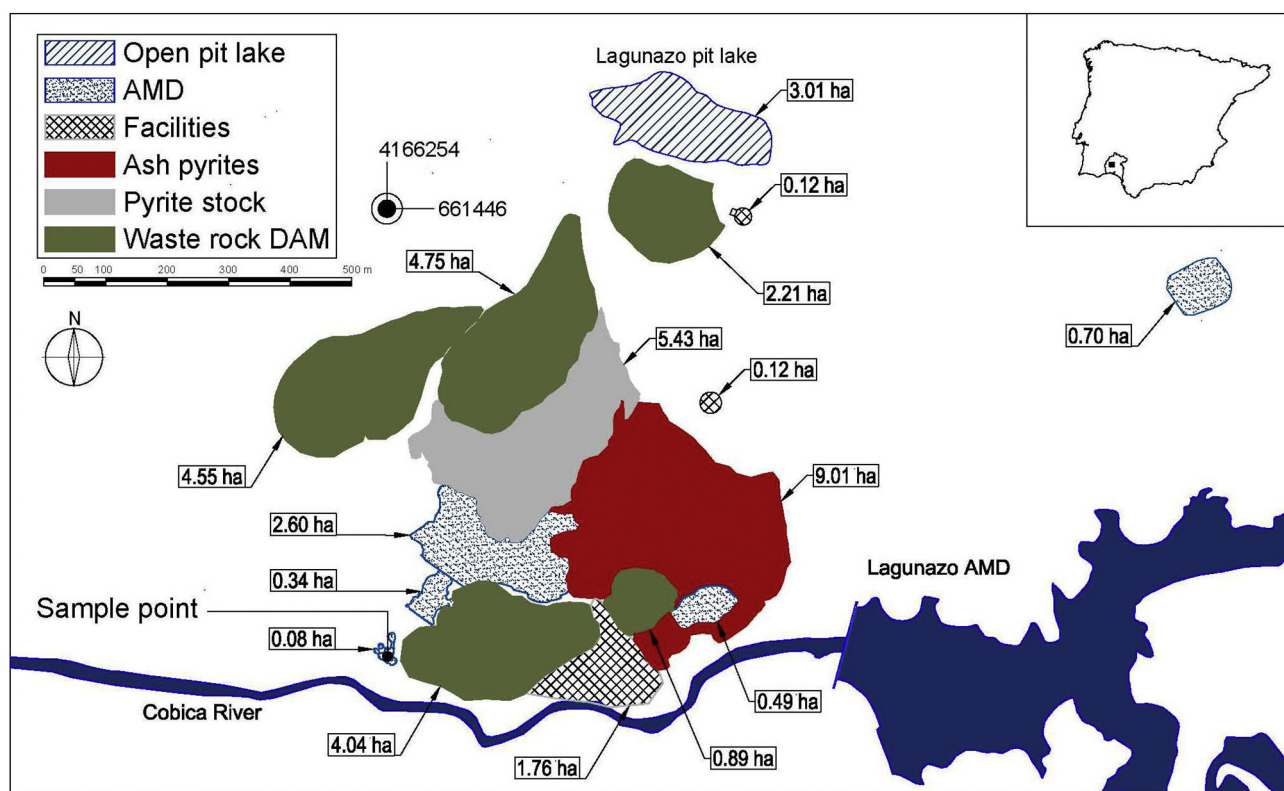 Open pit lake
AMD
Facilities
Ash pyrites
Pyrite stock
Waste rock DAM
0 50 100 200 300 400 500 m
N
4166254
661446
Lagunazo pit lake
3.01 ha
0.12 ha
2.21 ha
4.75 ha
5.43 ha
0.70 ha
0.12 ha
4.55 ha
9.01 ha
2.60 ha
0.34 ha
Lagunazo AMD
Sample point
0.08 ha
Cobica River
4.04 ha
1.76 ha
0.89 ha
0.49 ha